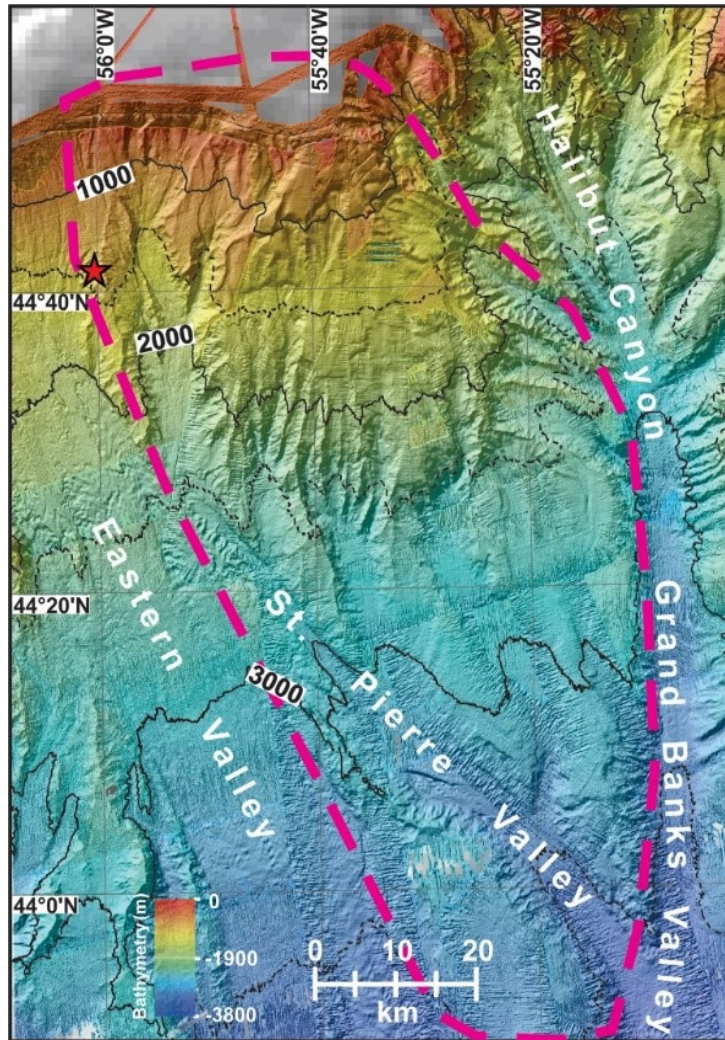 56°0'W
55°40'W
55°20'W
Halibut Canyon
1000
44°40'N
2000
Eastern Valley
44°20'N
St. Pierre Valley
Grand Banks Valley
3000
44°0'N
Bathymetry (m)
0
-1900
-3800
0 10 20
km